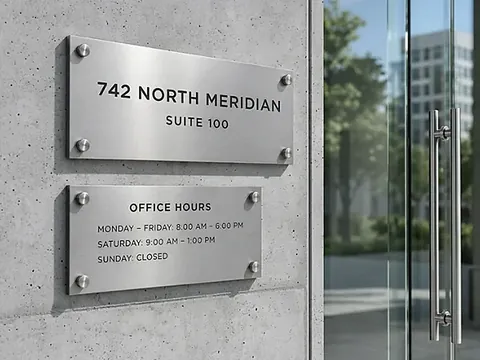 742 NORTH MERIDIAN
SUITE 100
OFFICE HOURS
MONDAY – FRIDAY: 8:00 AM – 6:00 PM
SATURDAY: 9:00 AM – 1:00 PM
SUNDAY: CLOSED